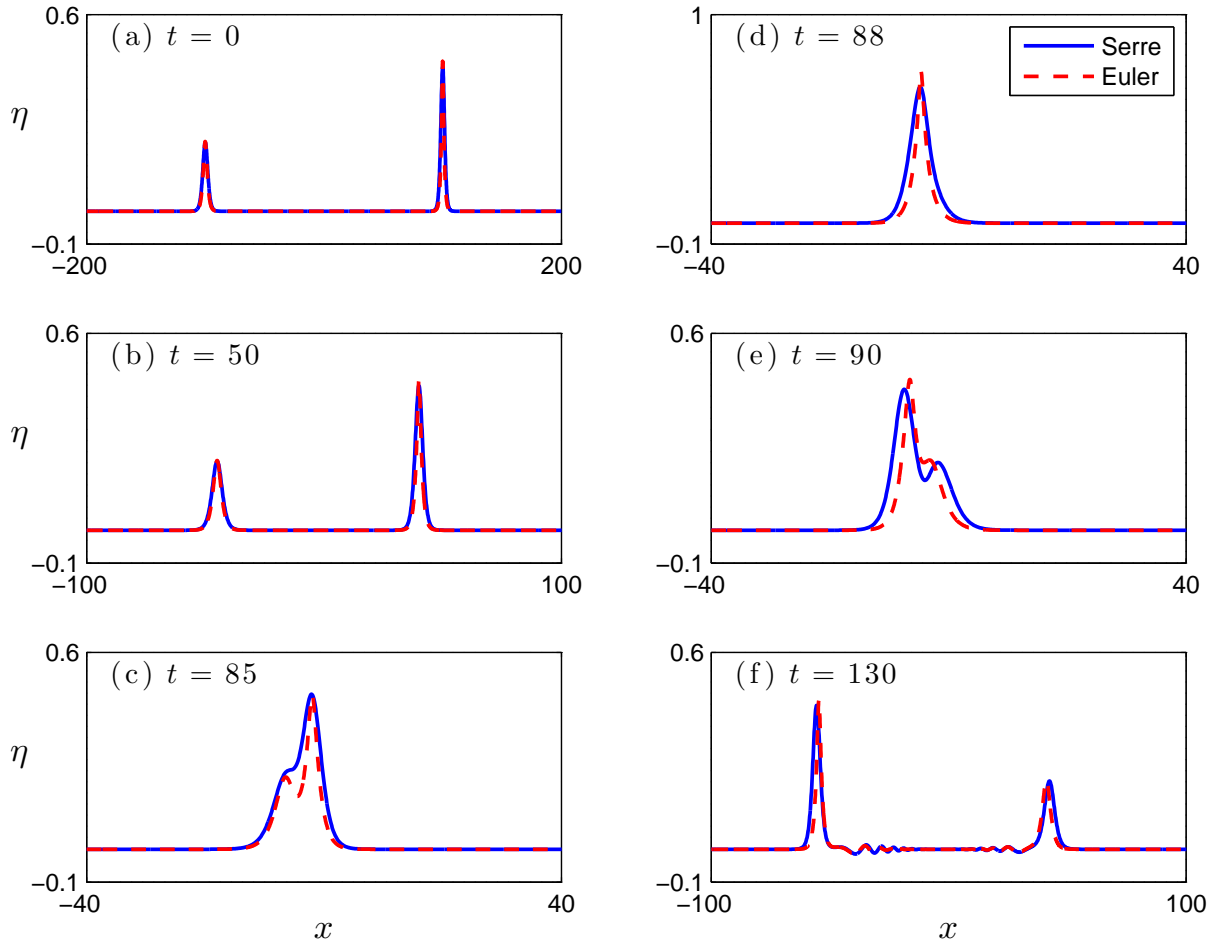 0.6
(a) t = 0
η
−0.1
−200
200
0.6
(b) t = 50
η
−0.1
−100
100
0.6
(c) t = 85
η
−0.1
−40
40
x
1
(d) t = 88
Serre
Euler
−0.1
−40
40
0.6
(e) t = 90
−0.1
−40
40
0.6
(f) t = 130
−0.1
−100
100
x